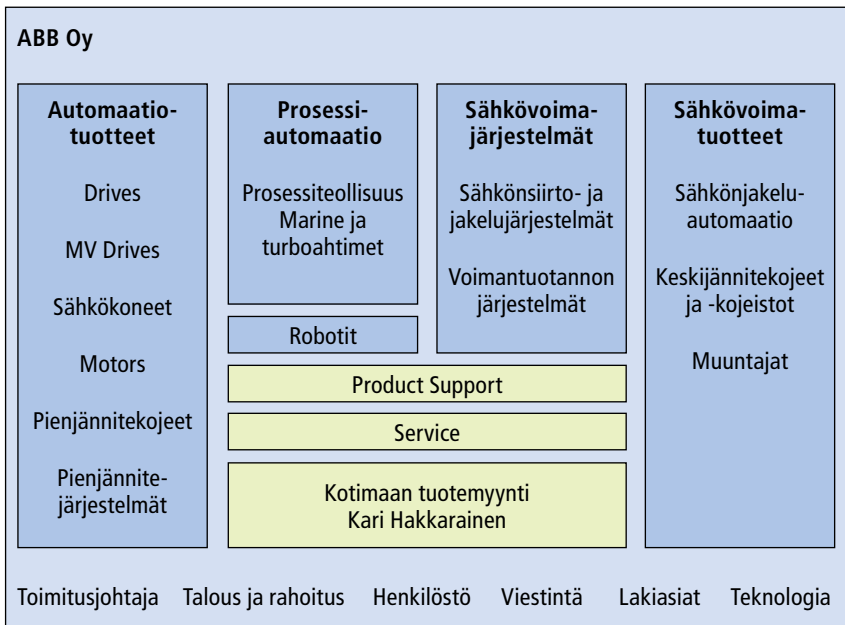 ABB Oy
Automaatio-
tuotteet
Drives
MV Drives
Sähkökoneet
Motors
Pienjännitekojeet
Pienjännite-
järjestelmät
Prosessi-
automaatio
Prosessiteollisuus
Marine ja
turboahtimet
Robotit
Sähkövoima-
järjestelmät
Sähkönsiirto- ja
jakelujärjestelmät
Voimantuotannon
järjestelmät
Product Support
Service
Kotimaan tuotemyynti
Kari Hakkarainen
Sähkövoima-
tuotteet
Sähkönjakelu-
automaatio
Keskijännitekojeet
ja -kojeistot
Muuntajat
Toimitusjohtaja Talous ja rahoitus Henkilöstö Viestintä Lakiasiat Teknologia